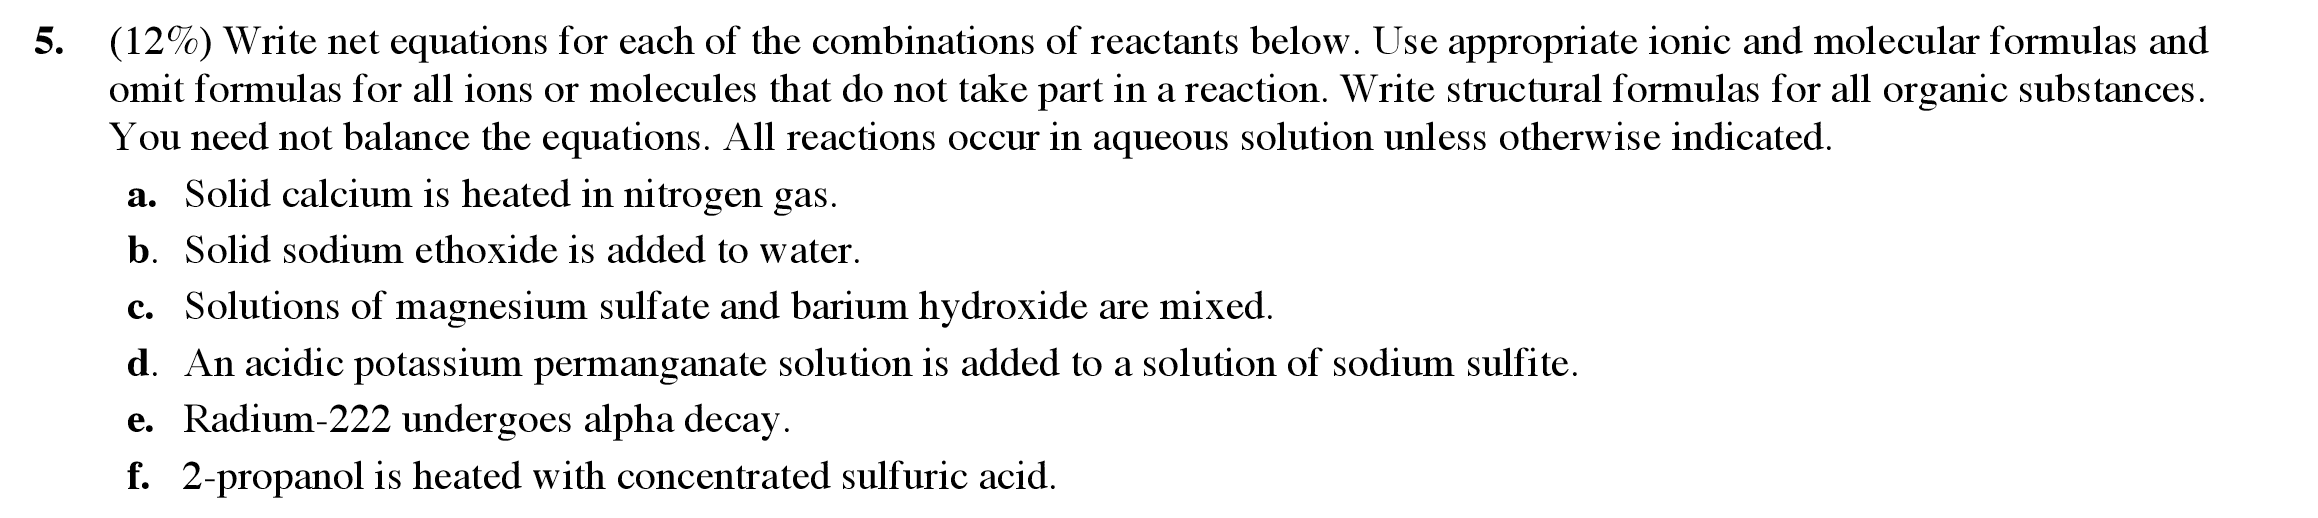 5. (12%) Write net equations for each of the combinations of reactants below. Use appropriate ionic and molecular formulas and
omit formulas for all ions or molecules that do not take part in a reaction. Write structural formulas for all organic substances.
You need not balance the equations. All reactions occur in aqueous solution unless otherwise indicated.
a. Solid calcium is heated in nitrogen gas.
b. Solid sodium ethoxide is added to water.
c. Solutions of magnesium sulfate and barium hydroxide are mixed.
d. An acidic potassium permanganate solution is added to a solution of sodium sulfite.
e. Radium-222 undergoes alpha decay.
f. 2-propanol is heated with concentrated sulfuric acid.